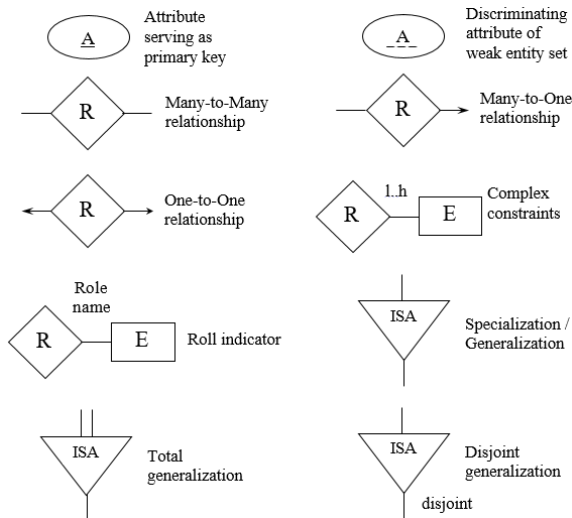 A
Attribute
serving as
primary key
A
Discriminating
attribute of
weak entity set
R
Many-to-Many
relationship
R
Many-to-One
relationship
R
One-to-One
relationship
R
l..h
E
Complex
constraints
Role
name
R
E
Roll indicator
ISA
Specialization /
Generalization
ISA
Total
generalization
ISA
Disjoint
generalization
disjoint